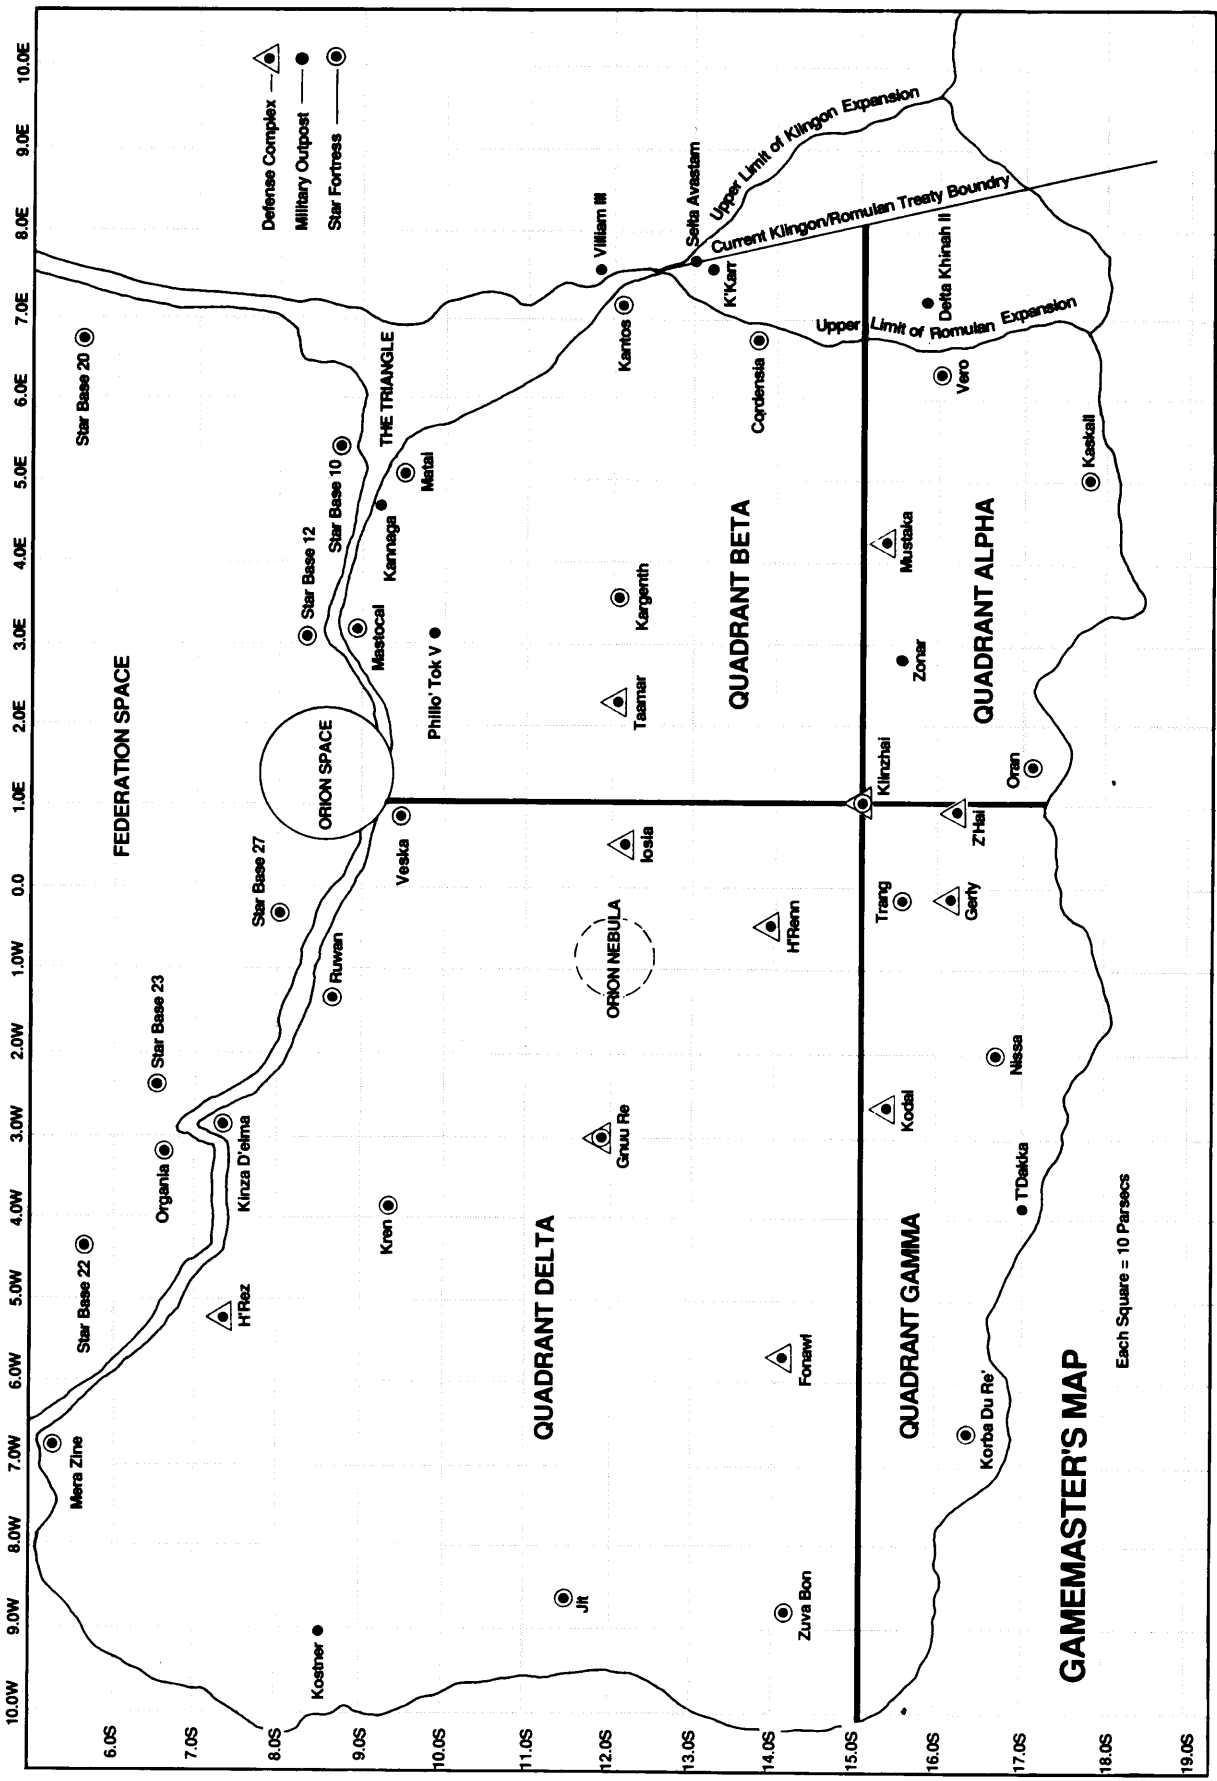 10.0W
9.0W
8.0W
7.0W
6.0W
5.0W
4.0W
3.0W
2.0W
1.0W
0.0
1.0E
2.0E
3.0E
4.0E
5.0E
6.0E
7.0E
8.0E
9.0E
10.0E
6.0S
7.0S
8.0S
9.0S
10.0S
12.0S
13.0S
14.0S
15.0S
16.0S
17.0S
18.0S
19.0S
Defense Complex
Military Outpost
Star Fortress
FEDERATION SPACE
Mera Zine
Star Base 22
Organia
Star Base 23
Star Base 27
Star Base 12
Star Base 10
Star Base 20
H'Rez
Kinza D'elma
Ruwan
ORION SPACE
THE TRIANGLE
Kostner
Kren
Veska
Mastocal
Kannaga
Matal
Phillo' Tok V
Villiam III
Jit
QUADRANT DELTA
Gnuu Re
ORION NEBULA
Iosia
Taamar
Kargenth
Kantos
Selta Avastam
K'Karr
Upper Limit of Klingon Expansion
Current Klingon/Romulan Treaty Boundry
Zuva Bon
Fonawl
H'Renn
QUADRANT BETA
Cordensia
Klinzhai
Upper Limit of Romulan Expansion
QUADRANT GAMMA
Kodal
Trang
Gerly
Z'Hai
Zonar
Mustaka
Vero
Delta Khinah II
Korba Du Re'
T'Dakka
Nissa
Oran
QUADRANT ALPHA
Kaskall
GAMEMASTER'S MAP
Each Square = 10 Parsecs